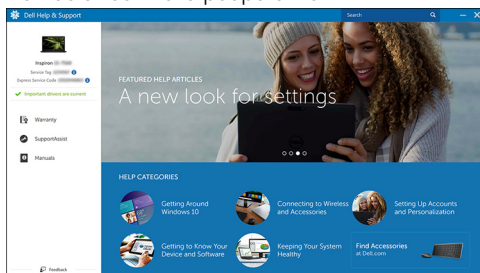 Dell Help & Support
Search
Inspiron
Service Tag
Express Service Code
Important drivers are current
Warranty
SupportAssist
Manuals
Feedback
FEATURED HELP ARTICLES
A new look for settings
HELP CATEGORIES
Getting Around
Windows 10
Connecting to Wireless
and Accessories
Setting Up Accounts
and Personalization
Getting to Know Your
Device and Software
Keeping Your System
Healthy
Find Accessories
at Dell.com